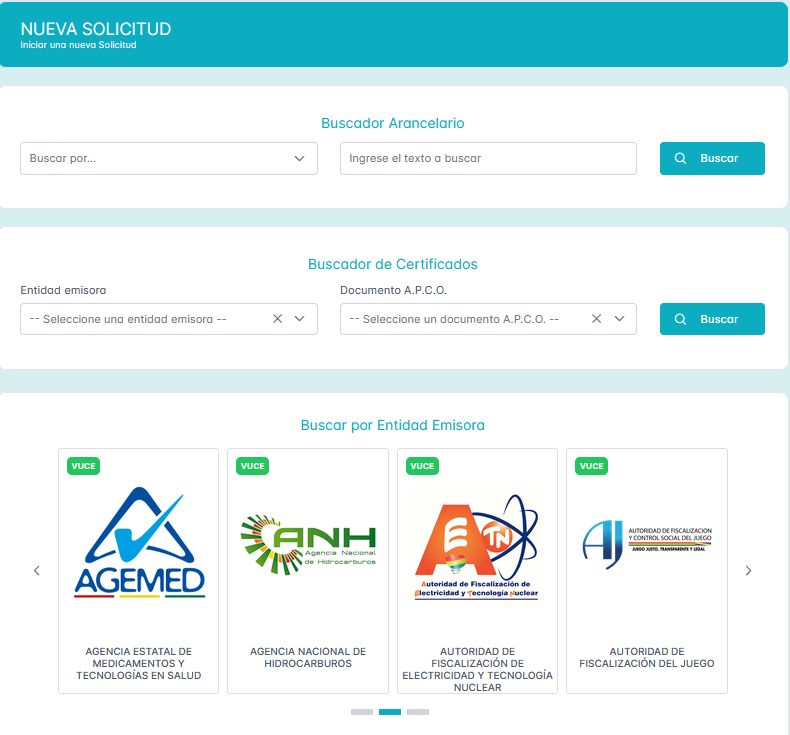 NUEVA SOLICITUD
Iniciar una nueva Solicitud
Buscador Arancelario
Buscar por...
Ingrese el texto a buscar
Buscar
Buscador de Certificados
Entidad emisora
Documento A.P.C.O.
-- Seleccione una entidad emisora --
-- Seleccione un documento A.P.C.O. --
Buscar
Buscar por Entidad Emisora
VUCE
AGEMED
AGENCIA ESTATAL DE
MEDICAMENTOS Y
TECNOLOGÍAS EN SALUD
VUCE
ANH
Agencia Nacional
de Hidrocarburos
AGENCIA NACIONAL DE
HIDROCARBUROS
VUCE
AETN
Autoridad de Fiscalización de
Electricidad y Tecnología Nuclear
AUTORIDAD DE
FISCALIZACIÓN DE
ELECTRICIDAD Y TECNOLOGÍA
NUCLEAR
VUCE
AJ
AUTORIDAD DE FISCALIZACION
Y CONTROL SOCIAL DEL JUEGO
JUEGO JUSTO, TRANSPARENTE Y LEGAL
AUTORIDAD DE
FISCALIZACIÓN DEL JUEGO